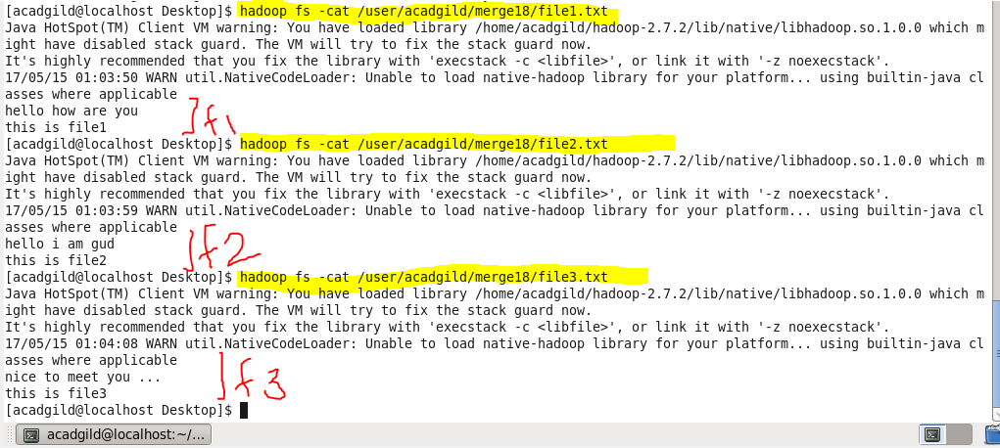 [acadgild@localhost Desktop]$ hadoop fs -cat /user/acadgild/merge18/file1.txt
Java HotSpot(TM) Client VM warning: You have loaded library /home/acadgild/hadoop-2.7.2/lib/native/libhadoop.so.1.0.0 which m
ight have disabled stack guard. The VM will try to fix the stack guard now.
It's highly recommended that you fix the library with 'execstack -c <libfile>', or link it with '-z noexecstack'.
17/05/15 01:03:50 WARN util.NativeCodeLoader: Unable to load native-hadoop library for your platform... using builtin-java cl
asses where applicable
hello how are you
this is file1
f1
[acadgild@localhost Desktop]$ hadoop fs -cat /user/acadgild/merge18/file2.txt
Java HotSpot(TM) Client VM warning: You have loaded library /home/acadgild/hadoop-2.7.2/lib/native/libhadoop.so.1.0.0 which m
ight have disabled stack guard. The VM will try to fix the stack guard now.
It's highly recommended that you fix the library with 'execstack -c <libfile>', or link it with '-z noexecstack'.
17/05/15 01:03:59 WARN util.NativeCodeLoader: Unable to load native-hadoop library for your platform... using builtin-java cl
asses where applicable
hello i am gud
this is file2
f2
[acadgild@localhost Desktop]$ hadoop fs -cat /user/acadgild/merge18/file3.txt
Java HotSpot(TM) Client VM warning: You have loaded library /home/acadgild/hadoop-2.7.2/lib/native/libhadoop.so.1.0.0 which m
ight have disabled stack guard. The VM will try to fix the stack guard now.
It's highly recommended that you fix the library with 'execstack -c <libfile>', or link it with '-z noexecstack'.
17/05/15 01:04:08 WARN util.NativeCodeLoader: Unable to load native-hadoop library for your platform... using builtin-java cl
asses where applicable
nice to meet you ...
this is file3
f3
[acadgild@localhost Desktop]$
acadgild@localhost:~/...